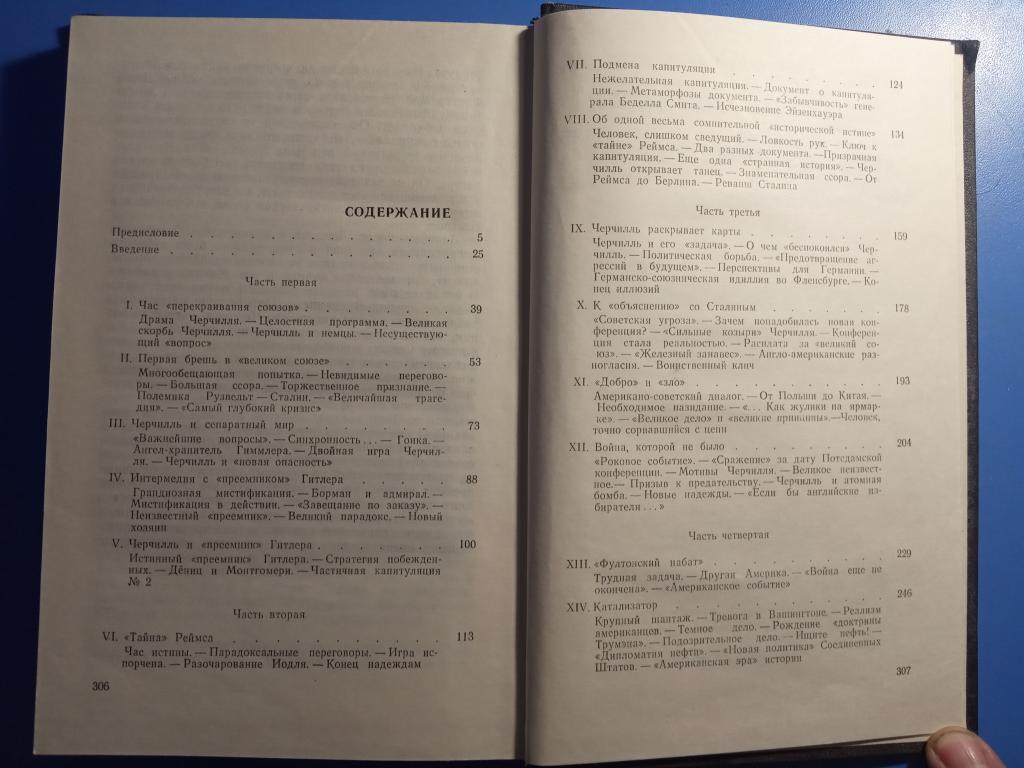 СОДЕРЖАНИЕ
Предисловие . . . . . . . . . . . . . . . . 5
Введение . . . . . . . . . . . . . . . . 25
Часть первая
I. Час «перекраивания союзов» . . . . . . . . . 39
Драма Черчилля. — Целостная программа. — Великая
скорбь Черчилля. — Черчилль и немцы. — Несуществую-
щий «вопрос»
II. Первая брешь в «великом союзе» . . . . . . . 53
Многообещающая попытка. — Невидимые перегово-
ры. — Большая ссора. — Торжественное признание. —
Полемика Рузвельт — Сталин. — «Величайшая траге-
дия». — «Самый глубокий кризис»
III. Черчилль и сепаратный мир . . . . . . . . . 73
«Важнейшие вопросы». — Синхронность... — Гонка. —
Ангел-хранитель Гиммлера. — Двойная игра Черчил-
ля. — Черчилль и «новая опасность»
IV. Интермедия с «преемником» Гитлера . . . . . 88
Грандиозная мистификация. — Борман и адмирал. —
Мистификация в действии. — «Завещание по заказу». —
Неизвестный «преемник». — Великий парадокс. — Новый
хозяин
V. Черчилль и «преемник» Гитлера . . . . . . . 100
Истинный «преемник» Гитлера. — Стратегия побежден-
ных. — Дёниц и Монтгомери. — Частичная капитуляция
№ 2
Часть вторая
VI. «Тайна» Реймса . . . . . . . . . . . . . 113
Час истины. — Парадоксальные переговоры. — Игра ис-
порчена. — Разочарование Йодля. — Конец надеждам
306
VII. Подмена капитуляции . . . . . . . . . 124
Нежелательная капитуляция. — Документ о капитуля-
ции. — Метаморфозы документа. — «Забывчивость» гене-
рала Беделла Смита. — Исчезновение Эйзенхауэра
VIII. Об одной весьма сомнительной «исторической истине» 134
Человек, слишком сведущий. — Ловкость рук. — Ключ к
«тайне» Реймса. — Два разных документа. —Призрачная
капитуляция. — Еще одна «странная история». — Чер-
чилль открывает танец. — Знаменательная ссора. — От
Реймса до Берлина. — Реванш Сталина
Часть третья
IX. Черчилль раскрывает карты . . . . . . . . 159
Черчилль и его «задача». — О чем «беспокоился» Чер-
чилль. — Политическая борьба. — «Предотвращение аг-
рессий в будущем». — Перспективы для Германии. —
Германско-союзническая идиллия во Фленсбурге. — Ко-
нец иллюзий
X. К «объяснению» со Сталиным . . . . . . . . 178
«Советская угроза». — Зачем понадобилась новая кон-
ференция? — «Сильные козыри» Черчилля. — Конферен-
ция стала реальностью. — Расплата за «великий со-
юз». — «Железный занавес». — Англо-американские раз-
ногласия. — Воинственный клич
XI. «Добро» и «зло» . . . . . . . . . . . . 193
Американо-советский диалог. — От Польши до Китая. —
Необходимое назидание. — «... Как жулики на ярмар-
ке». — «Великое дело» и «великие принципы».—Человек,
точно сорвавшийся с цепи
XII. Война, которой не было . . . . . . . . . . 204
«Роковое событие». — «Сражение» за дату Потсдамской
конференции. — Мотивы Черчилля. — Великое неизвест-
ное.— Призыв к предательству. — Черчилль и атомная
бомба. — Новые надежды. — «Если бы английские из-
биратели...»
Часть четвертая
XIII. «Фултонский набат» . . . . . . . . . . . 229
Трудная задача. — Другая Америка. — «Война еще не
окончена». — «Американское событие»
XIV. Катализатор . . . . . . . . . . . . . . 246
Крупный шантаж. — Тревога в Вашингтоне. — Реализм
американцев. — Темное дело. — Рождение «доктрины
Трумэна». — Подозрительное дело. — Ищите нефть! —
«Дипломатия нефти». — «Новая политика» Соединенных
Штатов. — «Американская эра» истории
307